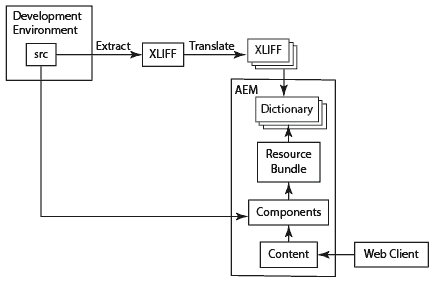 Development
Environment
src
Extract
XLIFF
Translate
XLIFF
AEM
Dictionary
Resource
Bundle
Components
Content
Web Client